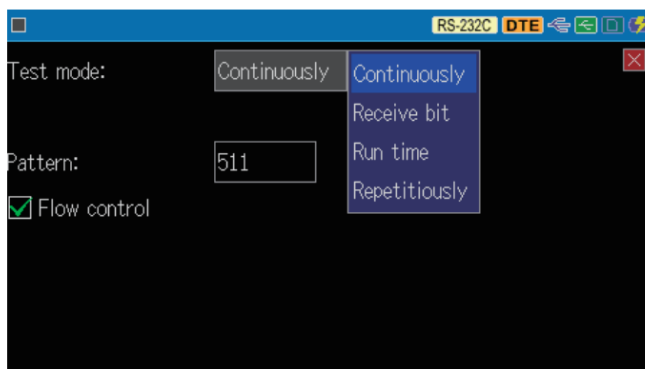 RS-232C DTE
Test mode: Continuously Continuously
Receive bit
Pattern: 511 Run time
Repetitiously
Flow control